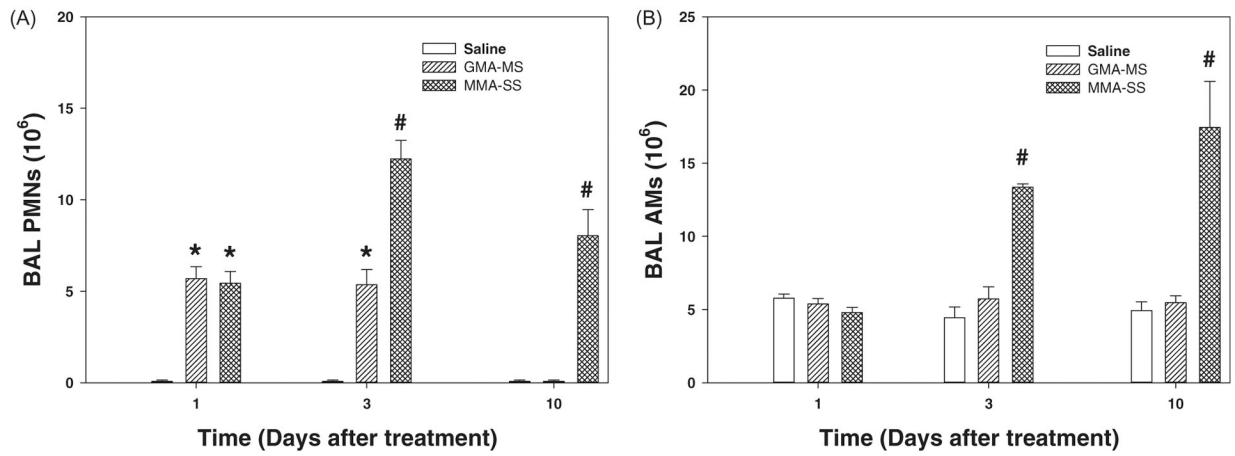 (A)
20
15
10
5
0
BAL PMNs (10⁶)
Saline
GMA-MS
MMA-SS
* * * # #
1 3 10
Time (Days after treatment)
(B)
25
20
15
10
5
0
BAL AMs (10⁶)
Saline
GMA-MS
MMA-SS
# #
1 3 10
Time (Days after treatment)